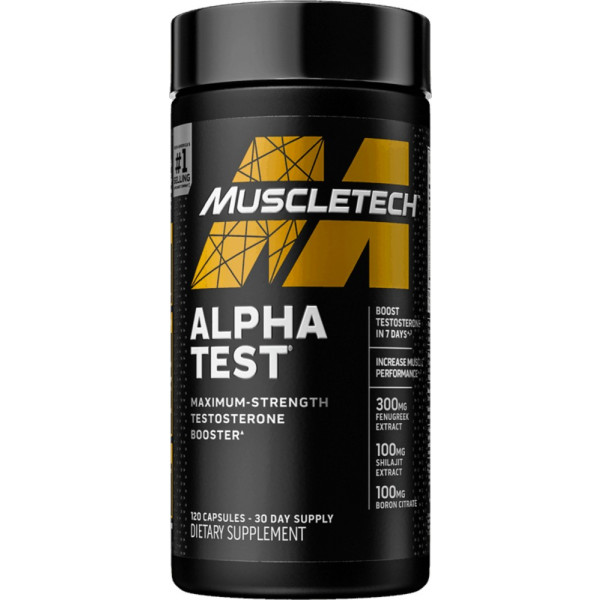 #1
SELLING
MUSCLETECH
ALPHA
TEST®
MAXIMUM-STRENGTH
TESTOSTERONE
BOOSTER▲
120 CAPSULES - 30 DAY SUPPLY
DIETARY SUPPLEMENT
BOOST
TESTOSTERONE
IN 7 DAYS
INCREASE
PERFORMANCE
300MG
FENUGREEK
EXTRACT
100MG
SHILAJIT
EXTRACT
100MG
BORON CITRATE